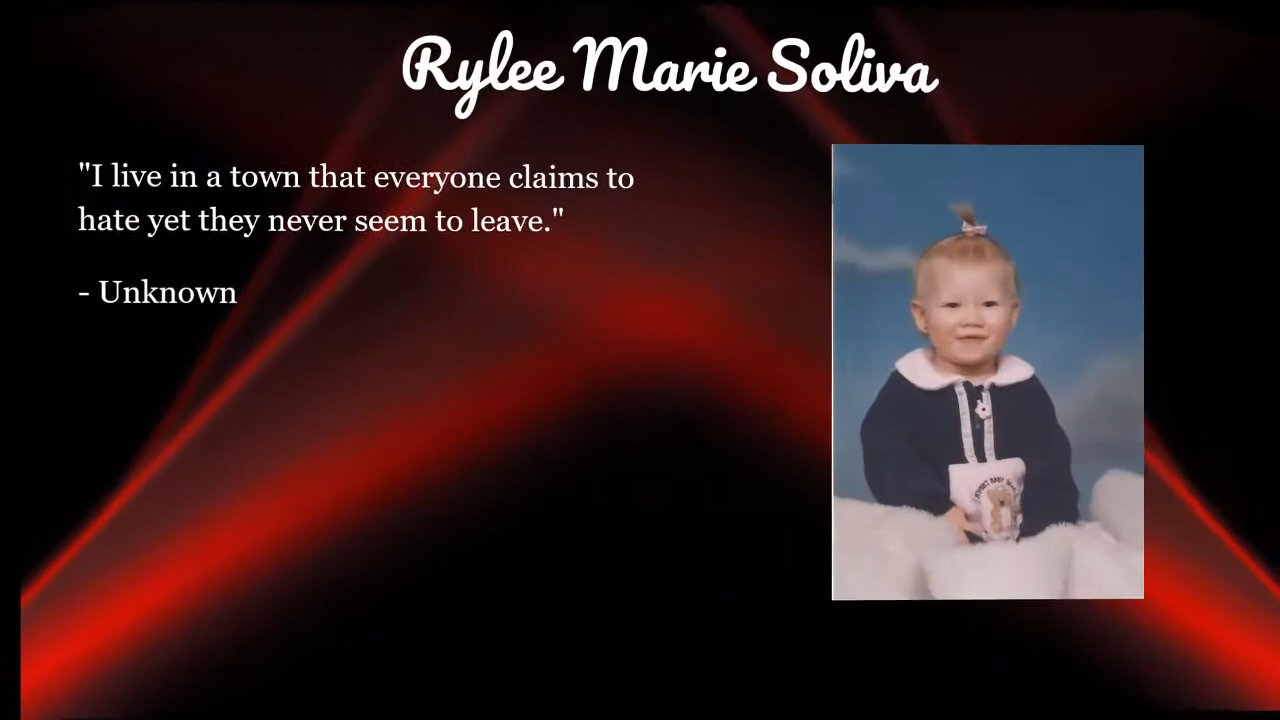 Rylee Marie Soliva
"I live in a town that everyone claims to
hate yet they never seem to leave."
- Unknown